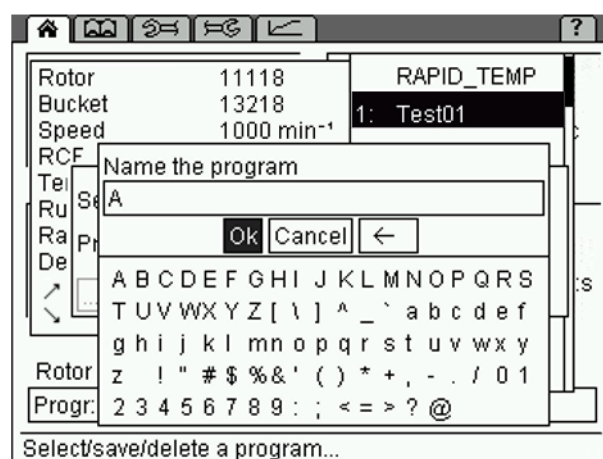 ?
Rotor 11118
Bucket 13218
Speed 1000 min⁻¹
RCF
RAPID_TEMP
1: Test01
Name the program
A
Ok Cancel ←
A B C D E F G H I J K L M N O P Q R S
T U V W X Y Z [ \ ] ^ _ ` a b c d e f
g h i j k l m n o p q r s t u v w x y
z ! " # $ % & ' ( ) * + , - . / 0 1
2 3 4 5 6 7 8 9 : ; < = > ? @
Rotor
Progr:
Select/save/delete a program...